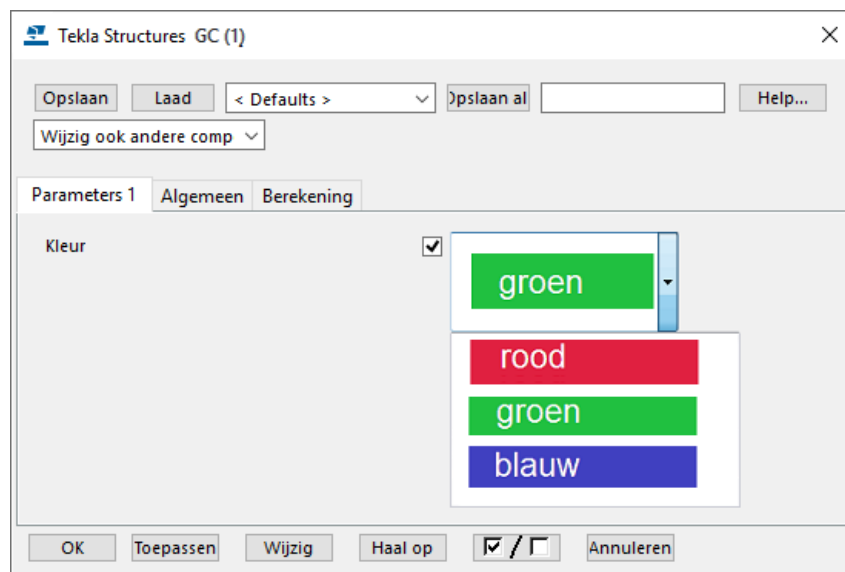 Tekla Structures GC (1)
Opslaan Laad < Defaults > Opslaan al Help...
Wijzig ook andere comp
Parameters 1 Algemeen Berekening
Kleur
groen
rood
groen
blauw
OK Toepassen Wijzig Haal op / Annuleren